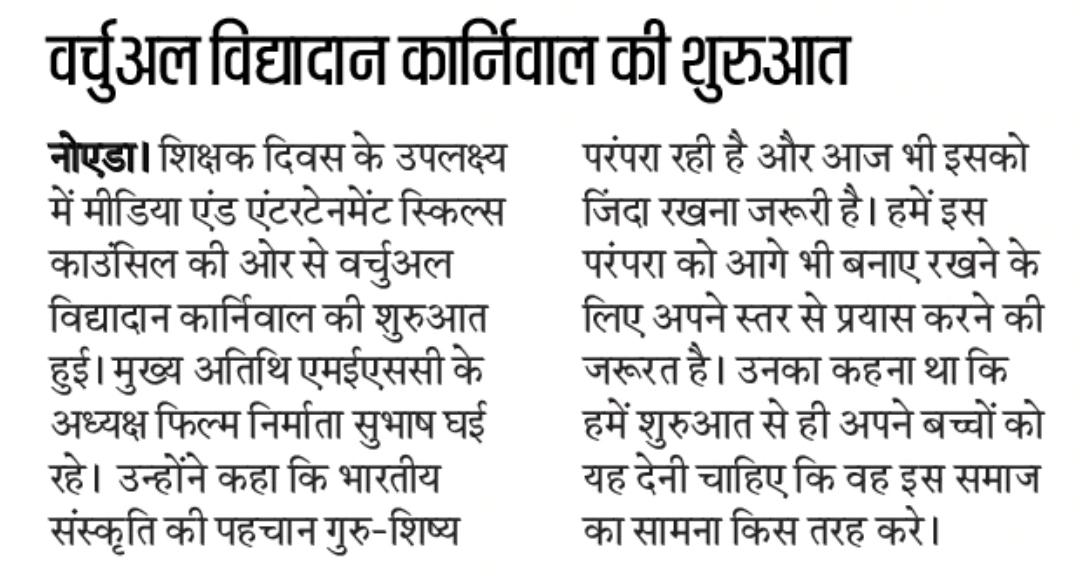 वर्चुअल विद्यादान कार्निवाल की शुरुआत
नोएडा। शिक्षक दिवस के उपलक्ष्य
में मीडिया एंड एंटरटेनमेंट स्किल्स
काउंसिल की ओर से वर्चुअल
विद्यादान कार्निवाल की शुरुआत
हुई। मुख्य अतिथि एमईएससी के
अध्यक्ष फिल्म निर्माता सुभाष घई
रहे। उन्होंने कहा कि भारतीय
संस्कृति की पहचान गुरु-शिष्य
परंपरा रही है और आज भी इसको
जिंदा रखना जरूरी है। हमें इस
परंपरा को आगे भी बनाए रखने के
लिए अपने स्तर से प्रयास करने की
जरूरत है। उनका कहना था कि
हमें शुरुआत से ही अपने बच्चों को
यह देनी चाहिए कि वह इस समाज
का सामना किस तरह करे।